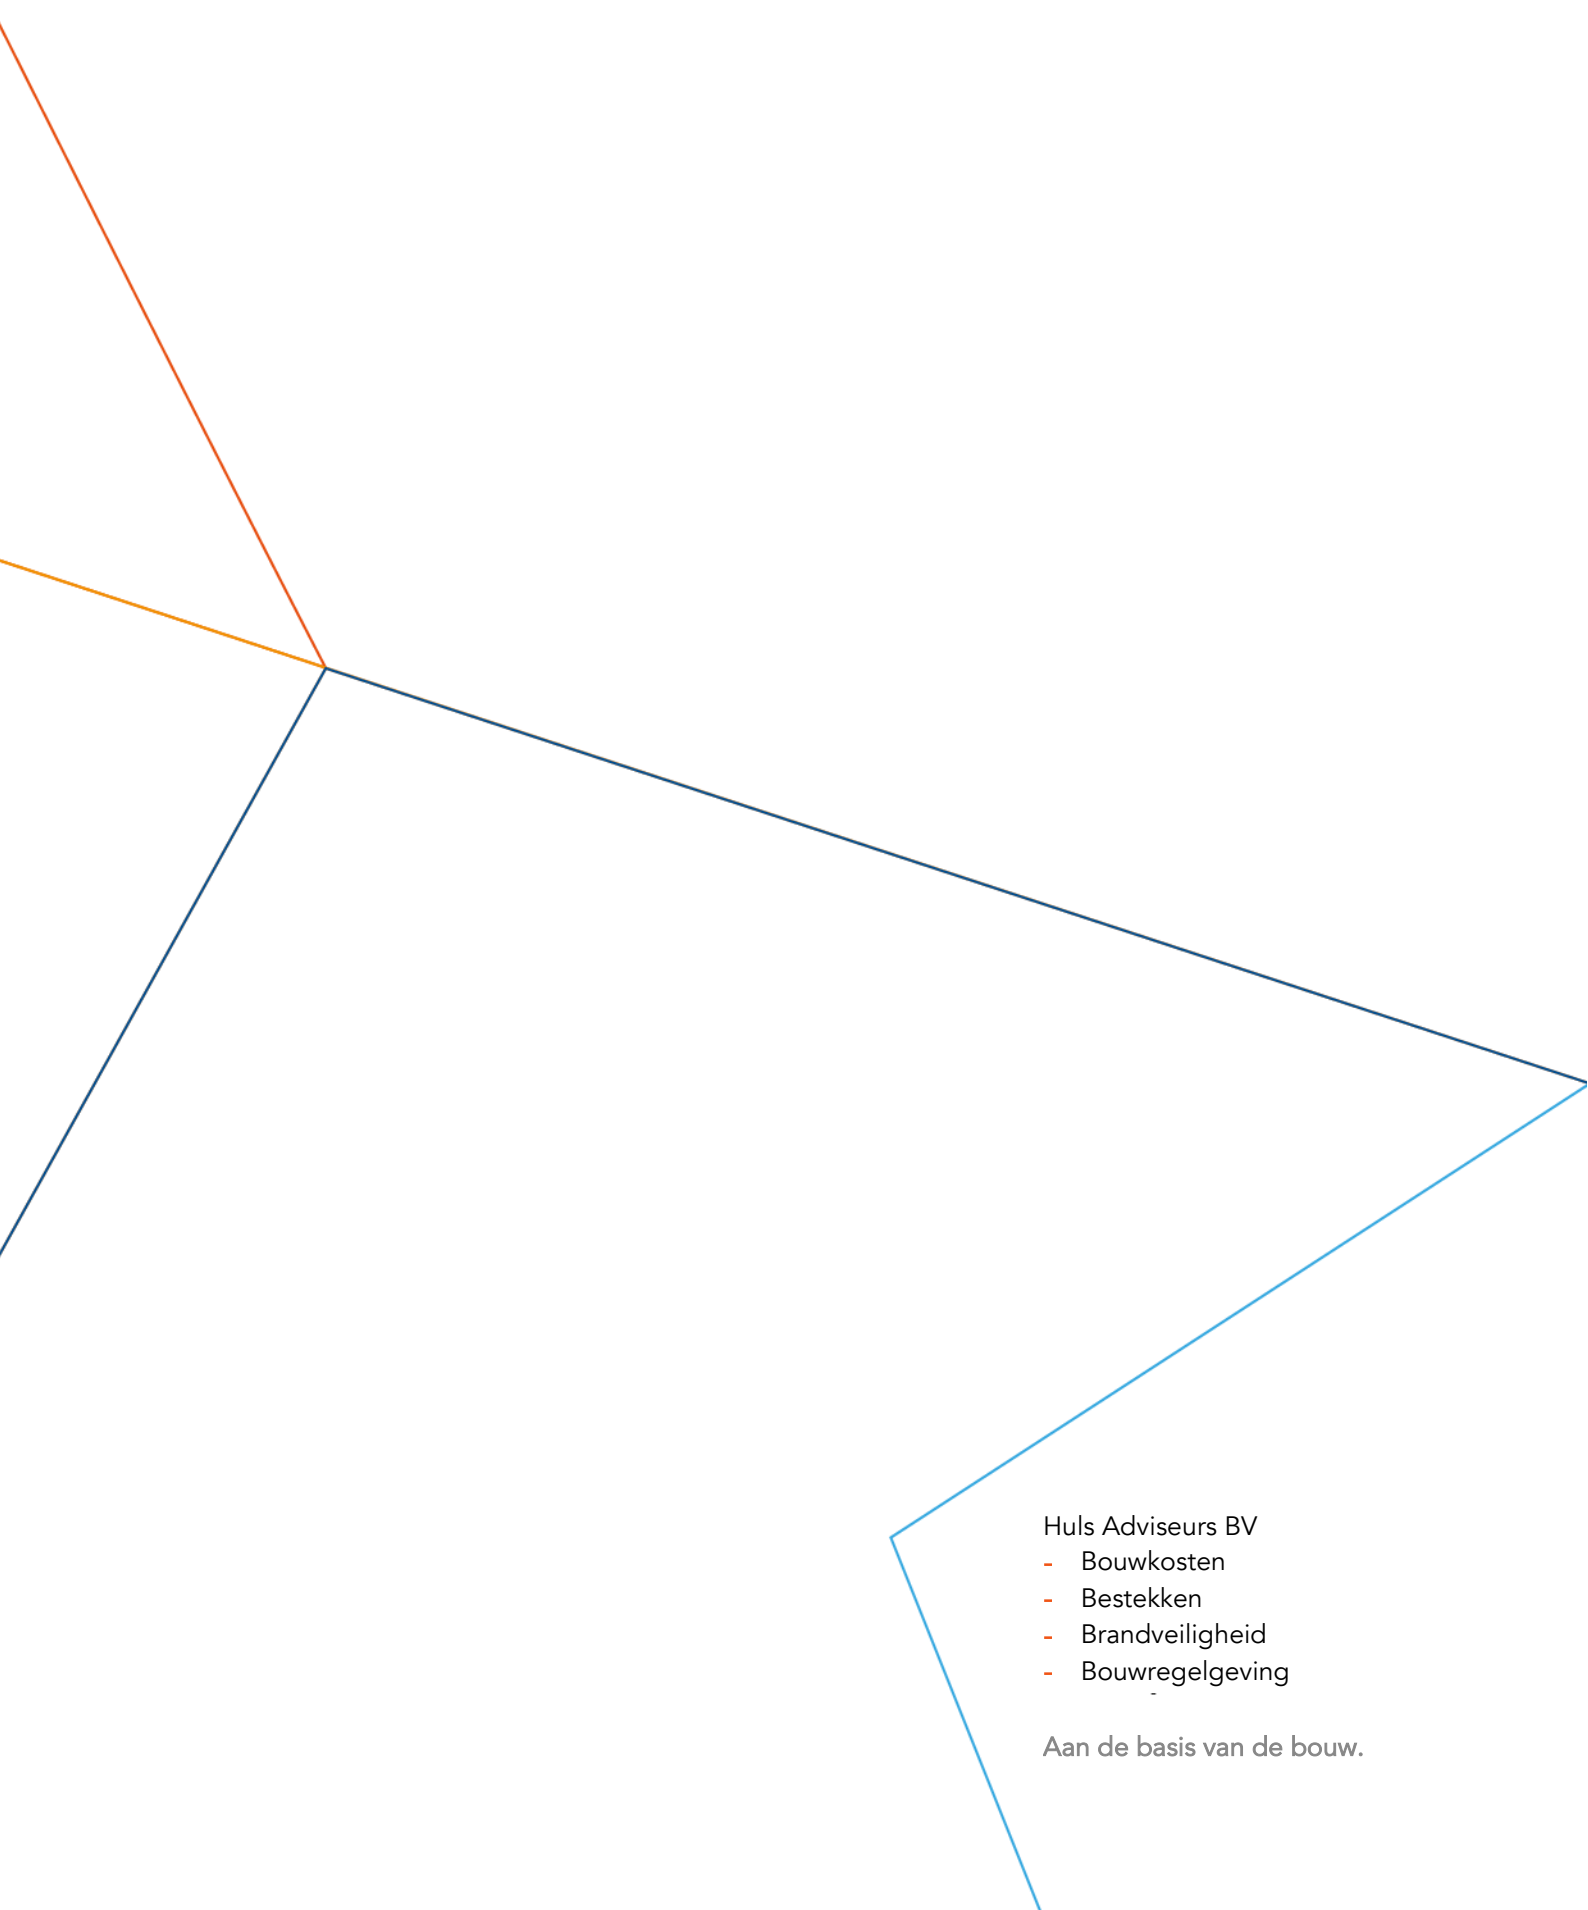 Huls Adviseurs BV
- Bouwkosten
- Bestekken
- Brandveiligheid
- Bouwregelgeving
Aan de basis van de bouw.